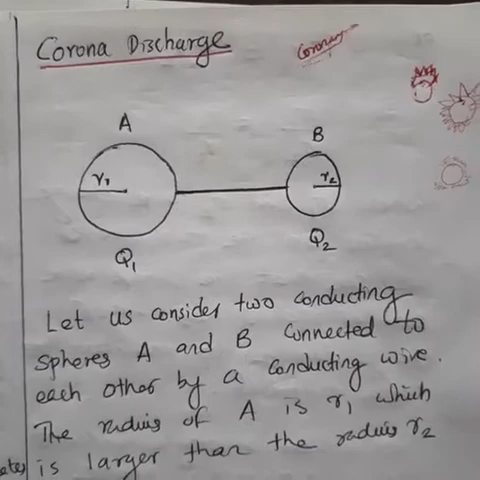 Corona Discharge
A
B
r₁
r₂
Q₁
Q₂
Let us consider two conducting
spheres A and B connected to
each other by a conducting wire.
The radius of A is r₁ which
is larger than the radius r₂